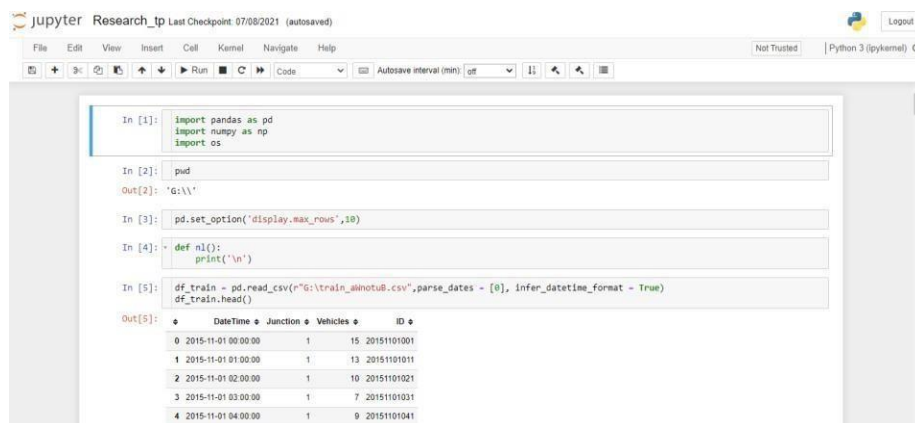 jupyter Research_tp Last Checkpoint: 07/08/2021 (autosaved)
Logout
File Edit View Insert Cell Kernel Navigate Help
Not Trusted
Python 3 (ipykernel)
Run Code Autosave interval (min): off
In [1]: import pandas as pd
import numpy as np
import os
In [2]: pwd
Out[2]: 'G:\\'
In [3]: pd.set_option('display.max_rows',10)
In [4]: def nl():
print('\n')
In [5]: df_train = pd.read_csv(r"G:\train_aWnotuB.csv",parse_dates = [0], infer_datetime_format = True)
df_train.head()
Out[5]: DateTime Junction Vehicles ID
0 2015-11-01 00:00:00 1 15 20151101001
1 2015-11-01 01:00:00 1 13 20151101011
2 2015-11-01 02:00:00 1 10 20151101021
3 2015-11-01 03:00:00 1 7 20151101031
4 2015-11-01 04:00:00 1 9 20151101041